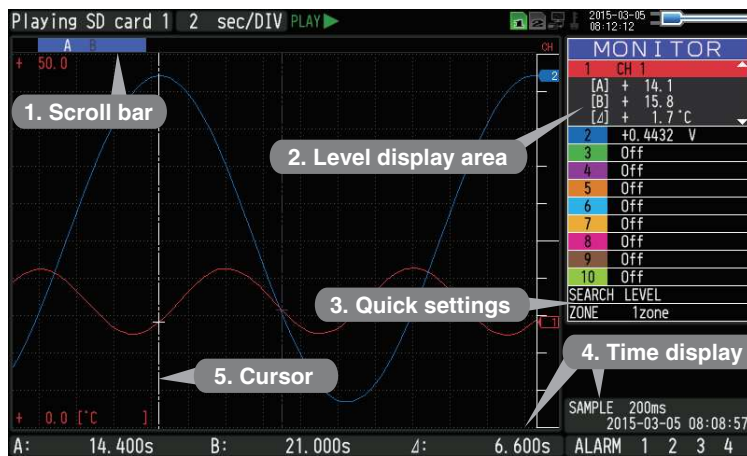 Playing SD card 1 2 sec/DIV PLAY
1 2 2015-03-05
08:12:12
A B
CH
+ 50.0
2
1. Scroll bar
MONITOR
1 CH 1
[A] + 14.1
[B] + 15.8
[Δ] + 1.7 °C
2. Level display area
2 +0.4432 V
3 Off
4 Off
5 Off
6 Off
7 Off
8 Off
9 Off
10 Off
3. Quick settings
SEARCH LEVEL
ZONE 1zone
1
4. Time display
5. Cursor
+ 0.0 [°C ]
SAMPLE 200ms
2015-03-05 08:08:57
A: 14.400s B: 21.000s Δ: 6.600s ALARM 1 2 3 4